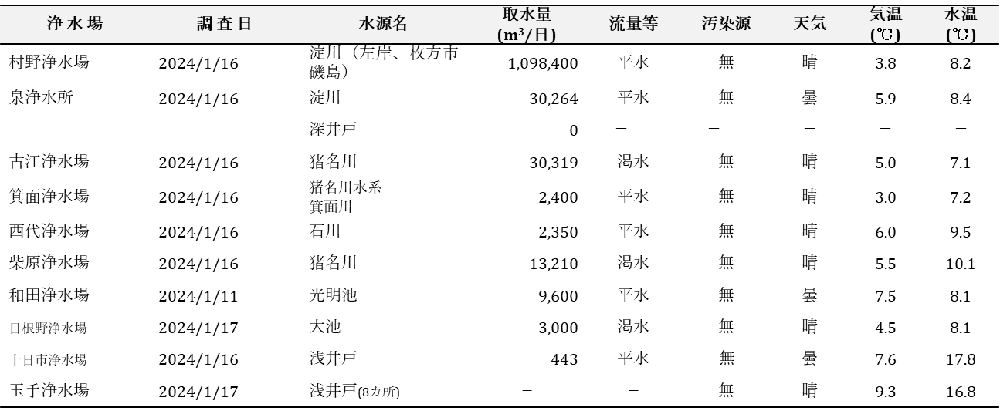 浄水場 調査日 水源名 取水量(m³/日) 流量等 汚染源 天気 気温(℃) 水温(℃)
村野浄水場 2024/1/16 淀川（左岸、枚方市磯島） 1,098,400 平水 無 晴 3.8 8.2
泉浄水所 2024/1/16 淀川 30,264 平水 無 曇 5.9 8.4
深井戸 0 － － － － －
古江浄水場 2024/1/16 猪名川 30,319 渇水 無 晴 5.0 7.1
箕面浄水場 2024/1/16 猪名川水系箕面川 2,400 平水 無 晴 3.0 7.2
西代浄水場 2024/1/16 石川 2,350 平水 無 晴 6.0 9.5
柴原浄水場 2024/1/16 猪名川 13,210 渇水 無 晴 5.5 10.1
和田浄水場 2024/1/11 光明池 9,600 平水 無 曇 7.5 8.1
日根野浄水場 2024/1/17 大池 3,000 渇水 無 晴 4.5 8.1
十日市浄水場 2024/1/16 浅井戸 443 平水 無 曇 7.6 17.8
玉手浄水場 2024/1/17 浅井戸(8カ所) － － 無 晴 9.3 16.8